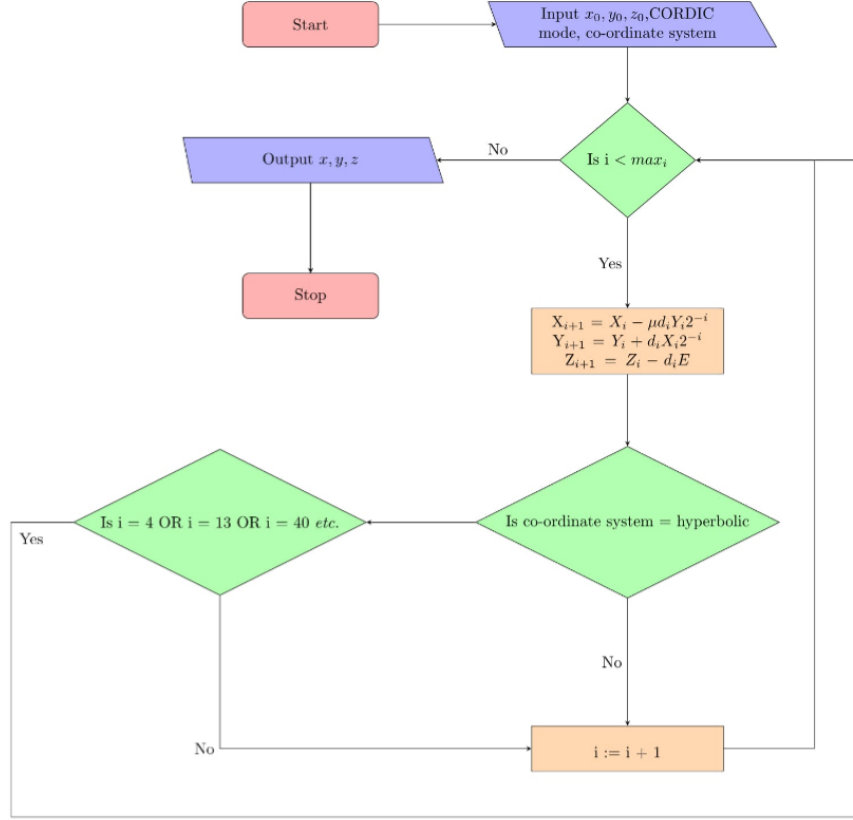 Start
Input x₀, y₀, z₀,CORDIC
mode, co-ordinate system
Is i < maxᵢ
No
Output x, y, z
Yes
Stop
Xᵢ₊₁ = Xᵢ − μdᵢYᵢ2⁻ⁱ
Yᵢ₊₁ = Yᵢ + dᵢXᵢ2⁻ⁱ
Zᵢ₊₁ = Zᵢ − dᵢE
Is i = 4 OR i = 13 OR i = 40 etc.
Is co-ordinate system = hyperbolic
Yes
No
No
i := i + 1